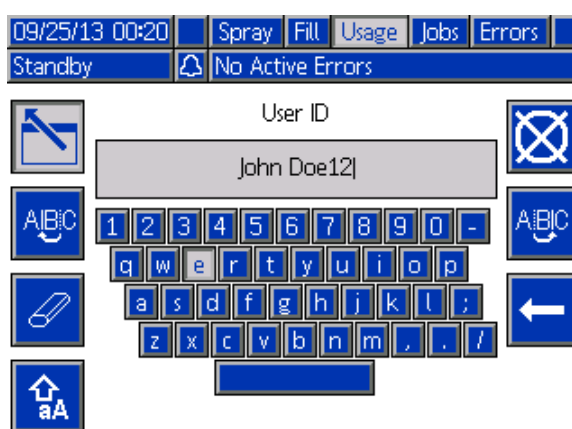 09/25/13 00:20 Spray Fill Usage Jobs Errors
Standby No Active Errors
User ID
John Doe12
ABC 1 2 3 4 5 6 7 8 9 0 - ABC
q w e r t y u i o p
a s d f g h j k l ;
z x c v b n m , . /
aA